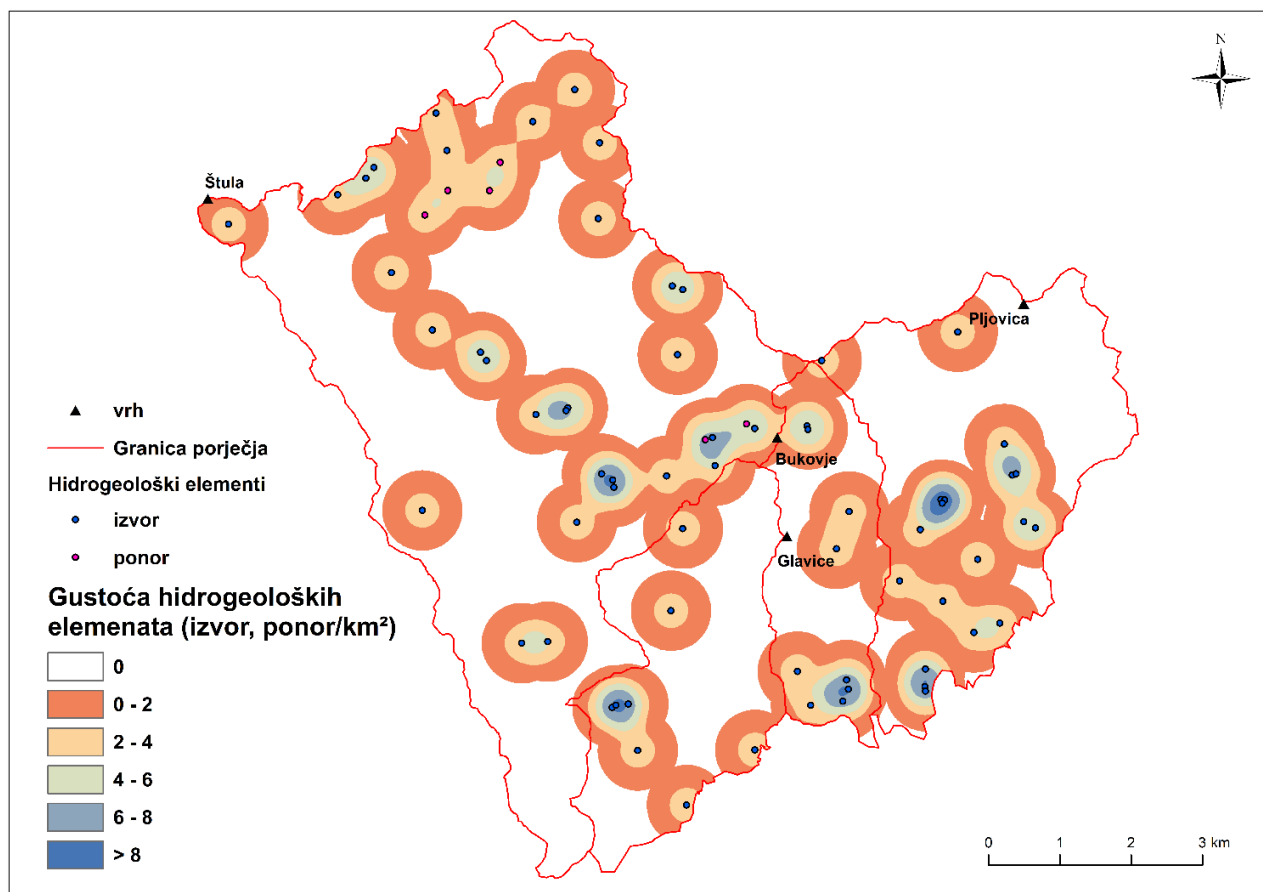 N
Štula
Pljovica
Bukovje
Glavice
vrh
Granica porječja
Hidrogeološki elementi
izvor
ponor
Gustoća hidrogeoloških
elemenata (izvor, ponor/km²)
0
0 - 2
2 - 4
4 - 6
6 - 8
> 8
0 1 2 3 km